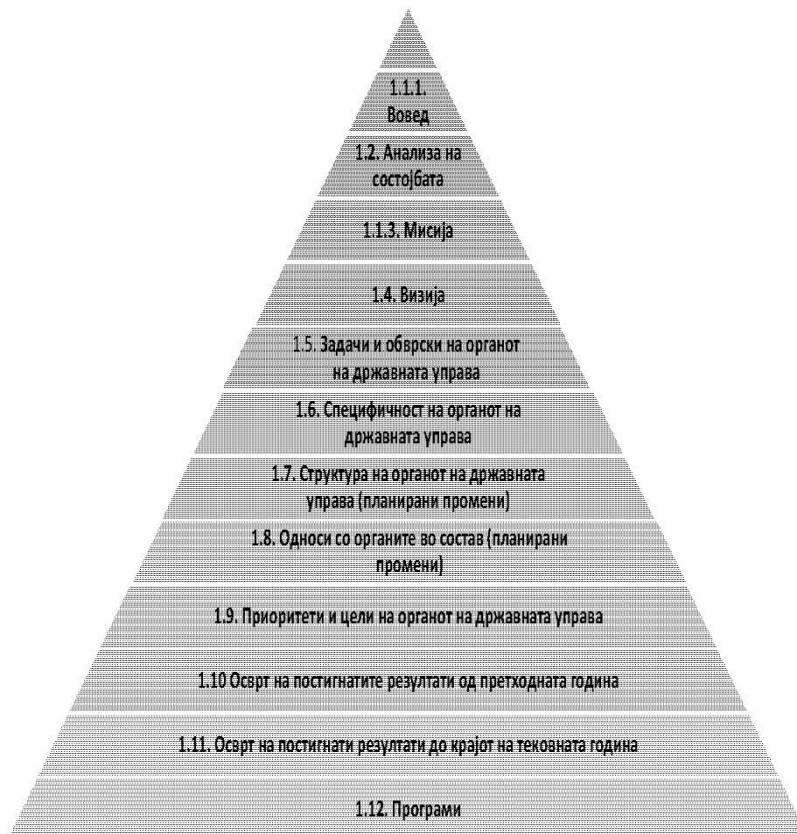 1.1.1.
Вовед
1.2. Анализа на
состојбата
1.1.3. Мисија
1.4. Визија
1.5. Задачи и обврски на органот
на државната управа
1.6. Специфичност на органот на
државната управа
1.7. Структура на органот на државната
управа (планирани промени)
1.8. Односи со органите во состав (планирани
промени)
1.9. Приоритети и цели на органот на државната управа
1.10 Осврт на постигнатите резултати од претходната година
1.11. Осврт на постигнати резултати до крајот на тековната година
1.12. Програми